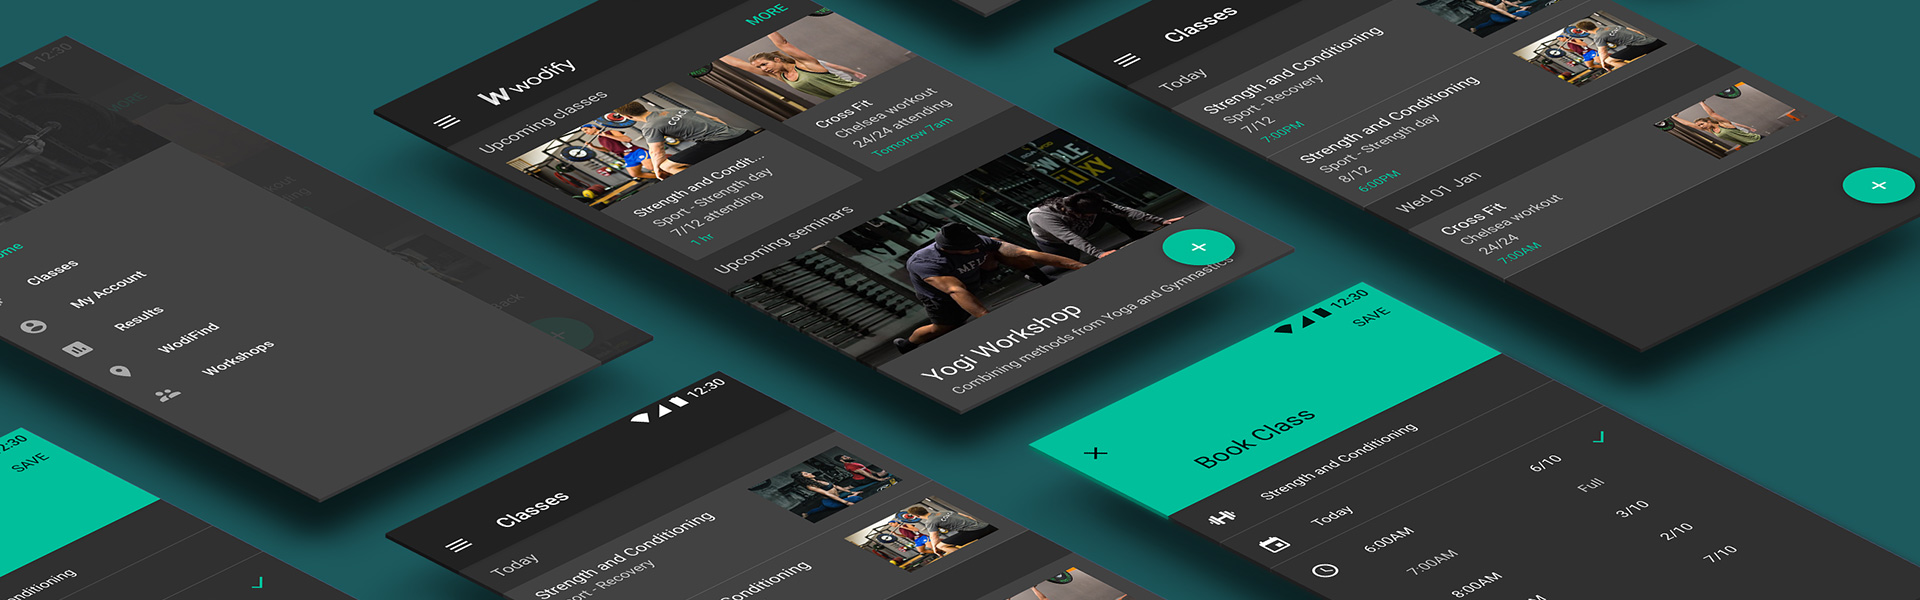 12:30
MORE
Classes
My Account
Results
WodiFind
Workshops
MORE
W wodify
Upcoming classes
Strength and Condit...
Sport - Strength day
7/12 attending
1 hr
Cross Fit
Chelsea workout
24/24 attending
Tomorrow 7am
Upcoming seminars
Yogi Workshop
Combining methods from Yoga and Gymnastics
Classes
Today
Strength and Conditioning
Sport - Recovery
7/12
7:00PM
Strength and Conditioning
Sport - Strength day
8/12
6:00PM
Wed 01 Jan
Cross Fit
Chelsea workout
24/24
7:00AM
2:30
SAVE
nditioning
12:30
Classes
Today
Strength and Conditioning
ort - Recovery
Conditioning
12:30
SAVE
Book Class
Strength and Conditioning
Today
6:00AM 6/10
7:00AM Full
8:00AM 3/10
2/10
7/10